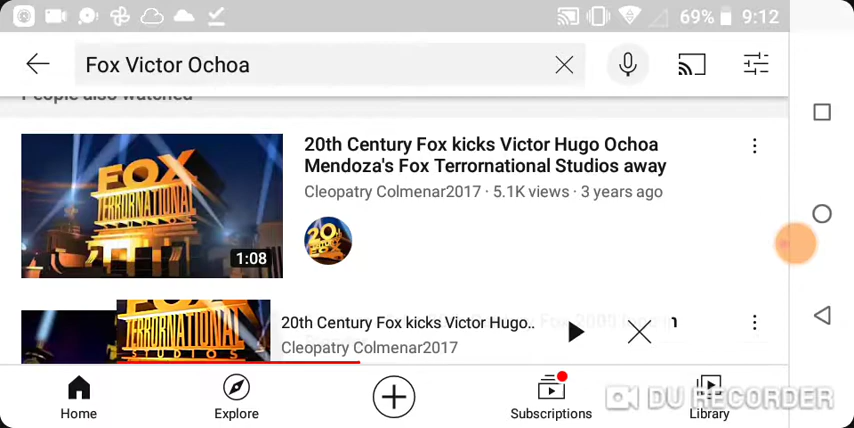 69% 9:12
Fox Victor Ochoa
People also watched
FOX
TERRORNATIONAL
STUDIOS
1:08
20th Century Fox kicks Victor Hugo Ochoa
Mendoza's Fox Terrornational Studios away
Cleopatry Colmenar2017 · 5.1K views · 3 years ago
20
FOX
TERRORNATIONAL
STUDIOS
20th Century Fox kicks Victor Hugo..
Cleopatry Colmenar2017
Home
Explore
Subscriptions
Library
DU RECORDER